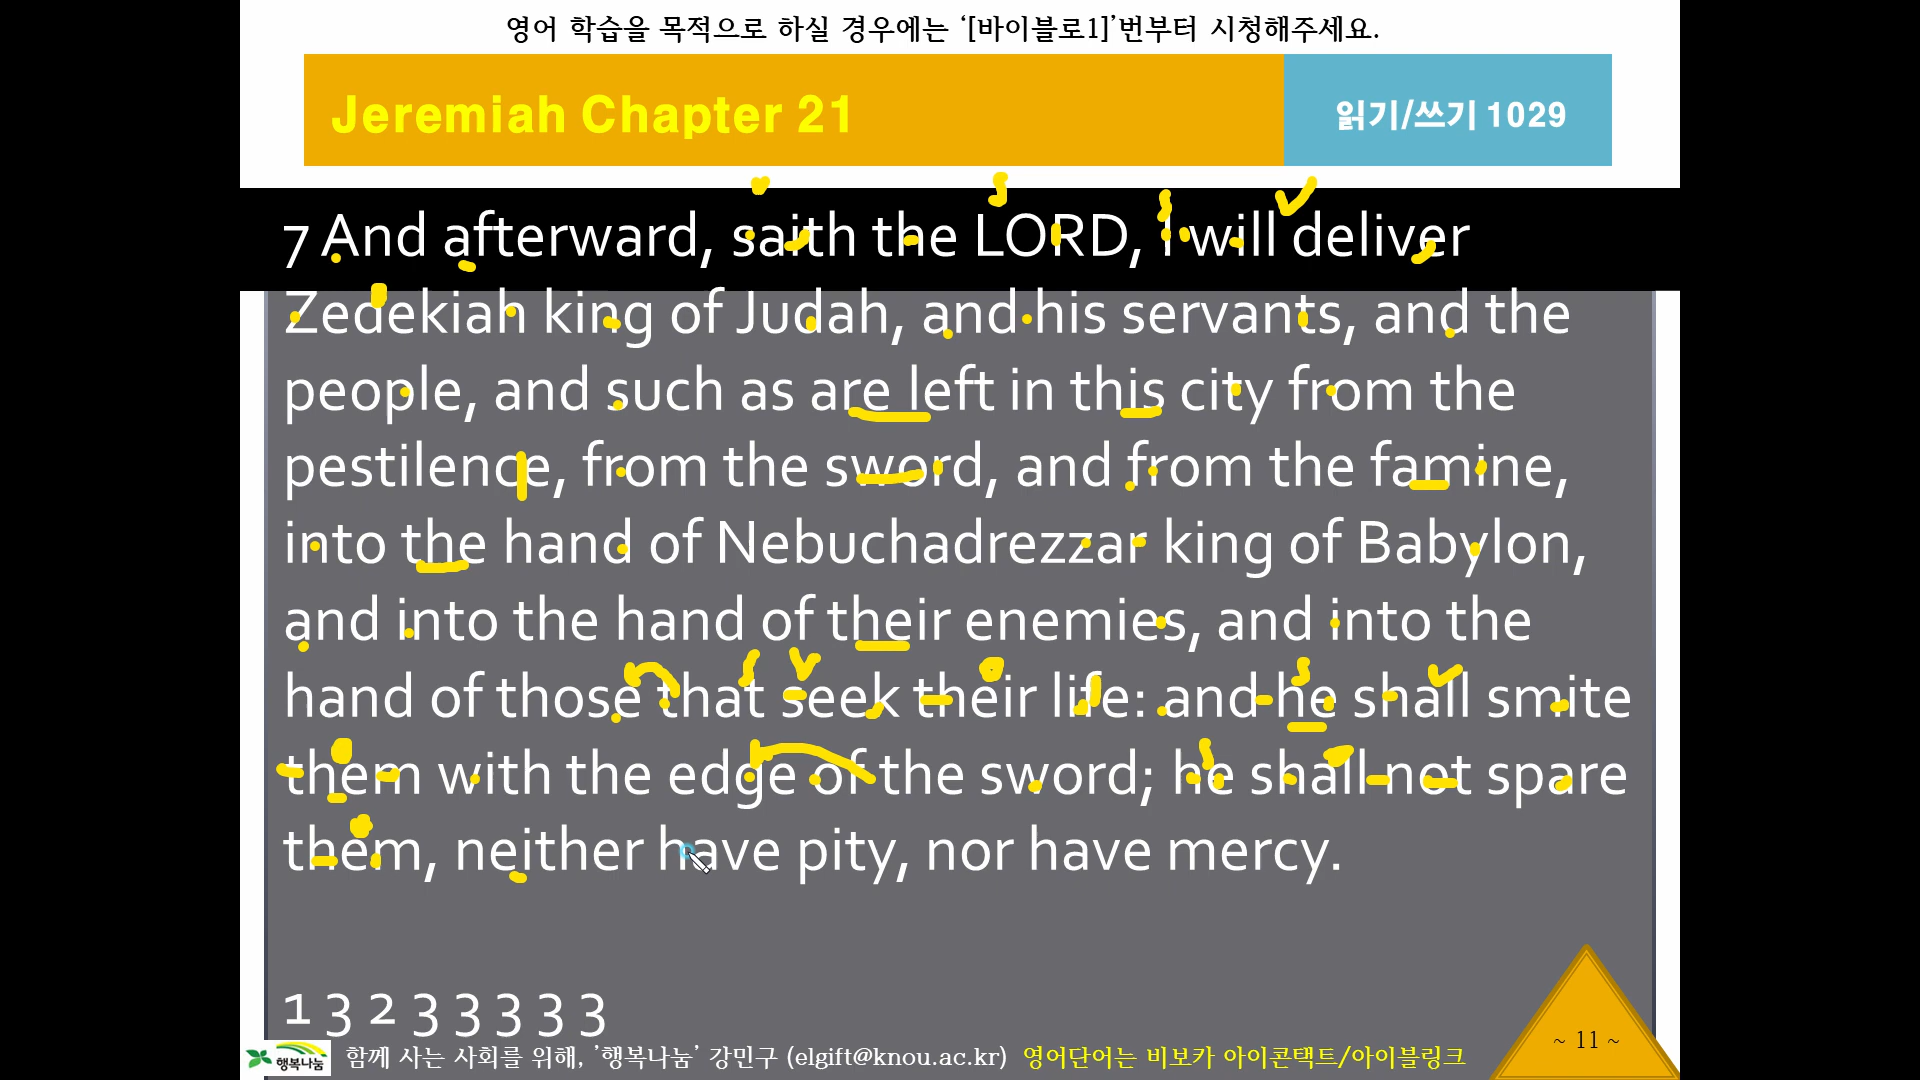 영어 학습을 목적으로 하실 경우에는 ‘[바이블로1]’번부터 시청해주세요.
Jeremiah Chapter 21
읽기/쓰기 1029
7 And afterward, saith the LORD, I will deliver
Zedekiah king of Judah, and his servants, and the
people, and such as are left in this city from the
pestilence, from the sword, and from the famine,
into the hand of Nebuchadrezzar king of Babylon,
and into the hand of their enemies, and into the
hand of those that seek their life: and he shall smite
them with the edge of the sword; he shall not spare
them, neither have pity, nor have mercy.
1 3 2 3 3 3 3 3
~ 11 ~
행복나눔 함께 사는 사회를 위해, ’행복나눔’ 강민구 (elgift@knou.ac.kr) 영어단어는 비보카 아이콘택트/아이블링크